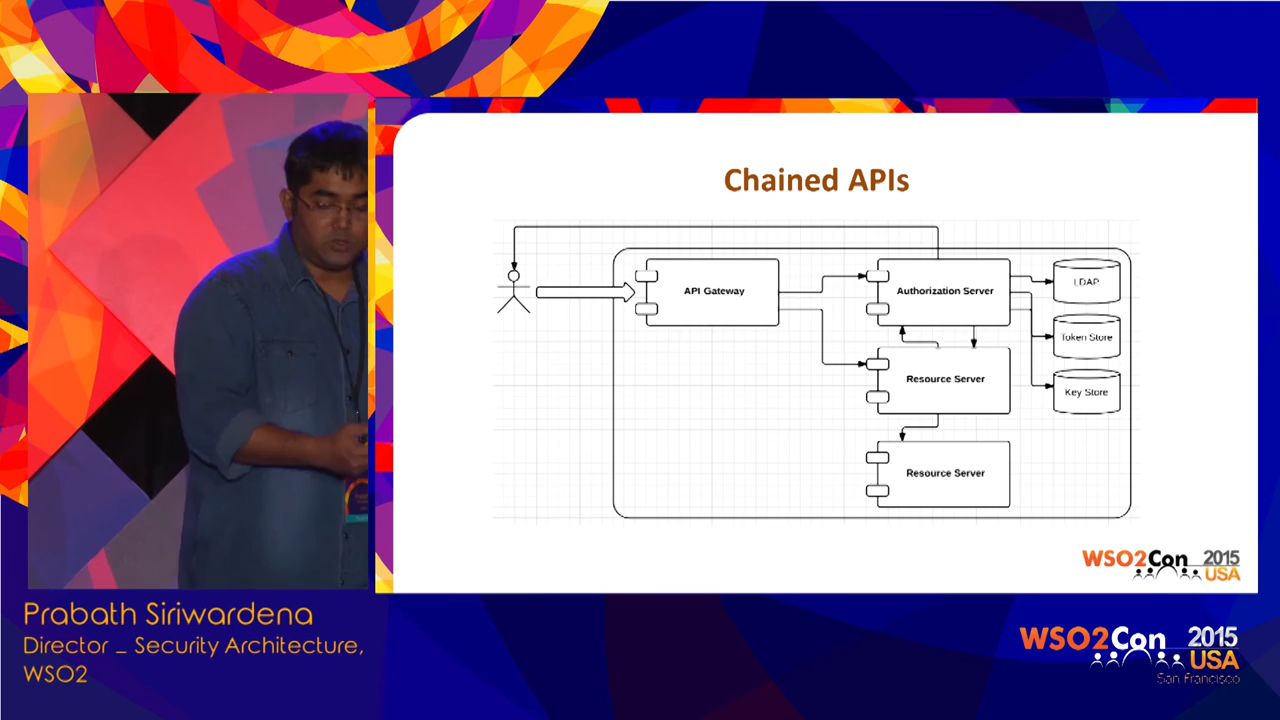 Chained APIs
API Gateway
Authorization Server
LDAP
Token Store
Resource Server
Key Store
Resource Server
WSO2Con 2015
USA
Prabath Siriwardena
Director _ Security Architecture,
WSO2
WSO2Con 2015
USA
San Francisco